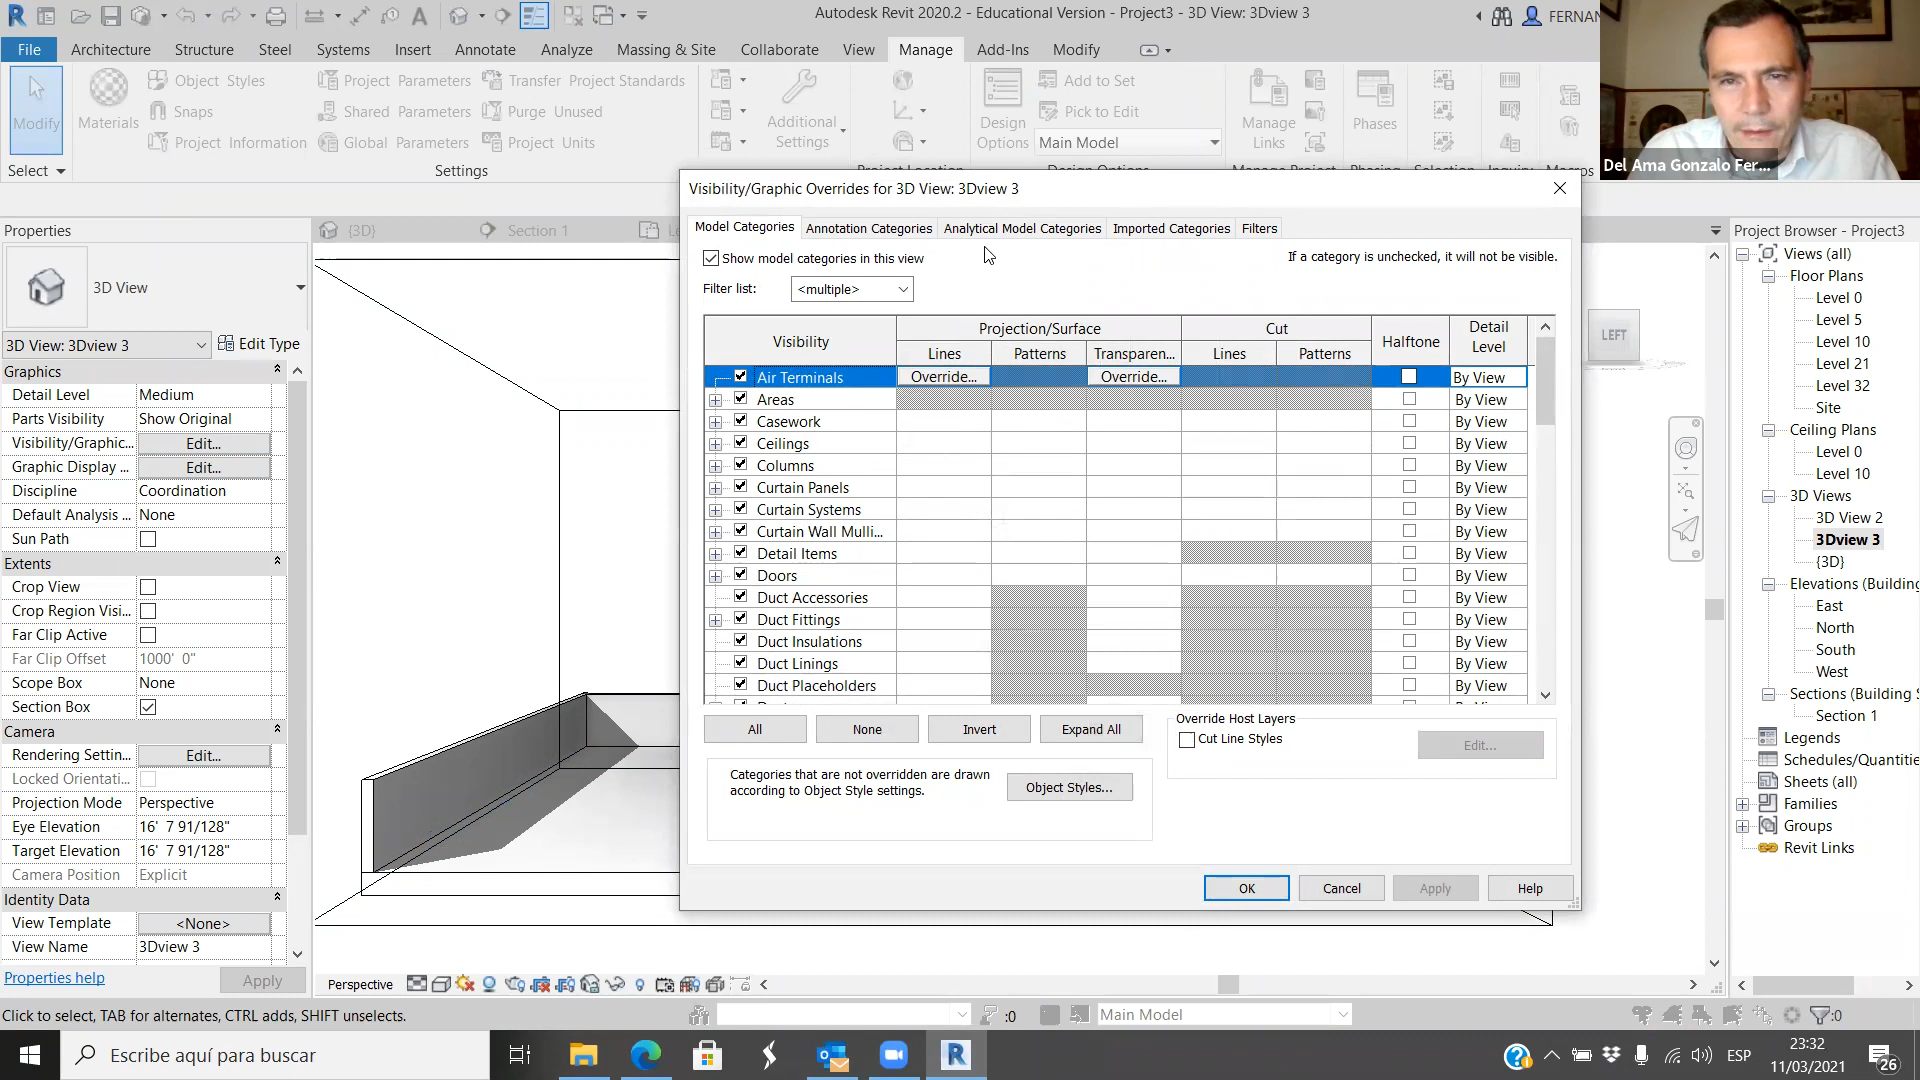 Autodesk Revit 2020.2 - Educational Version - Project3 - 3D View: 3Dview 3
FERNAN
File Architecture Structure Steel Systems Insert Annotate Analyze Massing & Site Collaborate View Manage Add-Ins Modify
Modify
Select
Materials
Object Styles
Snaps
Project Information
Project Parameters
Shared Parameters
Global Parameters
Transfer Project Standards
Purge Unused
Project Units
Settings
Additional Settings
Project Location
Design Options
Add to Set
Pick to Edit
Main Model
Design Options
Manage Links
Manage Project
Phases
Selection
Inquiry
Macros
Del Ama Gonzalo Fer...
Properties
3D View
3D View: 3Dview 3
Edit Type
Graphics
Detail Level Medium
Parts Visibility Show Original
Visibility/Graphic... Edit...
Graphic Display ... Edit...
Discipline Coordination
Default Analysis ... None
Sun Path
Extents
Crop View
Crop Region Visi...
Far Clip Active
Far Clip Offset 1000' 0"
Scope Box None
Section Box
Camera
Rendering Settin... Edit...
Locked Orientati...
Projection Mode Perspective
Eye Elevation 16' 7 91/128"
Target Elevation 16' 7 91/128"
Camera Position Explicit
Identity Data
View Template <None>
View Name 3Dview 3
Properties help
Apply
{3D}
Section 1
Le
Visibility/Graphic Overrides for 3D View: 3Dview 3
Model Categories Annotation Categories Analytical Model Categories Imported Categories Filters
Show model categories in this view
If a category is unchecked, it will not be visible.
Filter list: <multiple>
Visibility
Projection/Surface
Cut
Halftone
Detail Level
Lines Patterns Transparen... Lines Patterns
Air Terminals Override... Override... By View
Areas By View
Casework By View
Ceilings By View
Columns By View
Curtain Panels By View
Curtain Systems By View
Curtain Wall Mulli... By View
Detail Items By View
Doors By View
Duct Accessories By View
Duct Fittings By View
Duct Insulations By View
Duct Linings By View
Duct Placeholders By View
All None Invert Expand All
Override Host Layers
Cut Line Styles
Edit...
Categories that are not overridden are drawn
according to Object Style settings.
Object Styles...
OK Cancel Apply Help
LEFT
Project Browser - Project3
Views (all)
Floor Plans
Level 0
Level 5
Level 10
Level 21
Level 32
Site
Ceiling Plans
Level 0
Level 10
3D Views
3D View 2
3Dview 3
{3D}
Elevations (Building
East
North
South
West
Sections (Building S
Section 1
Legends
Schedules/Quantitie
Sheets (all)
Families
Groups
Revit Links
Perspective
Click to select, TAB for alternates, CTRL adds, SHIFT unselects.
:0
Main Model
:0
Escribe aquí para buscar
ESP
23:32
11/03/2021
26